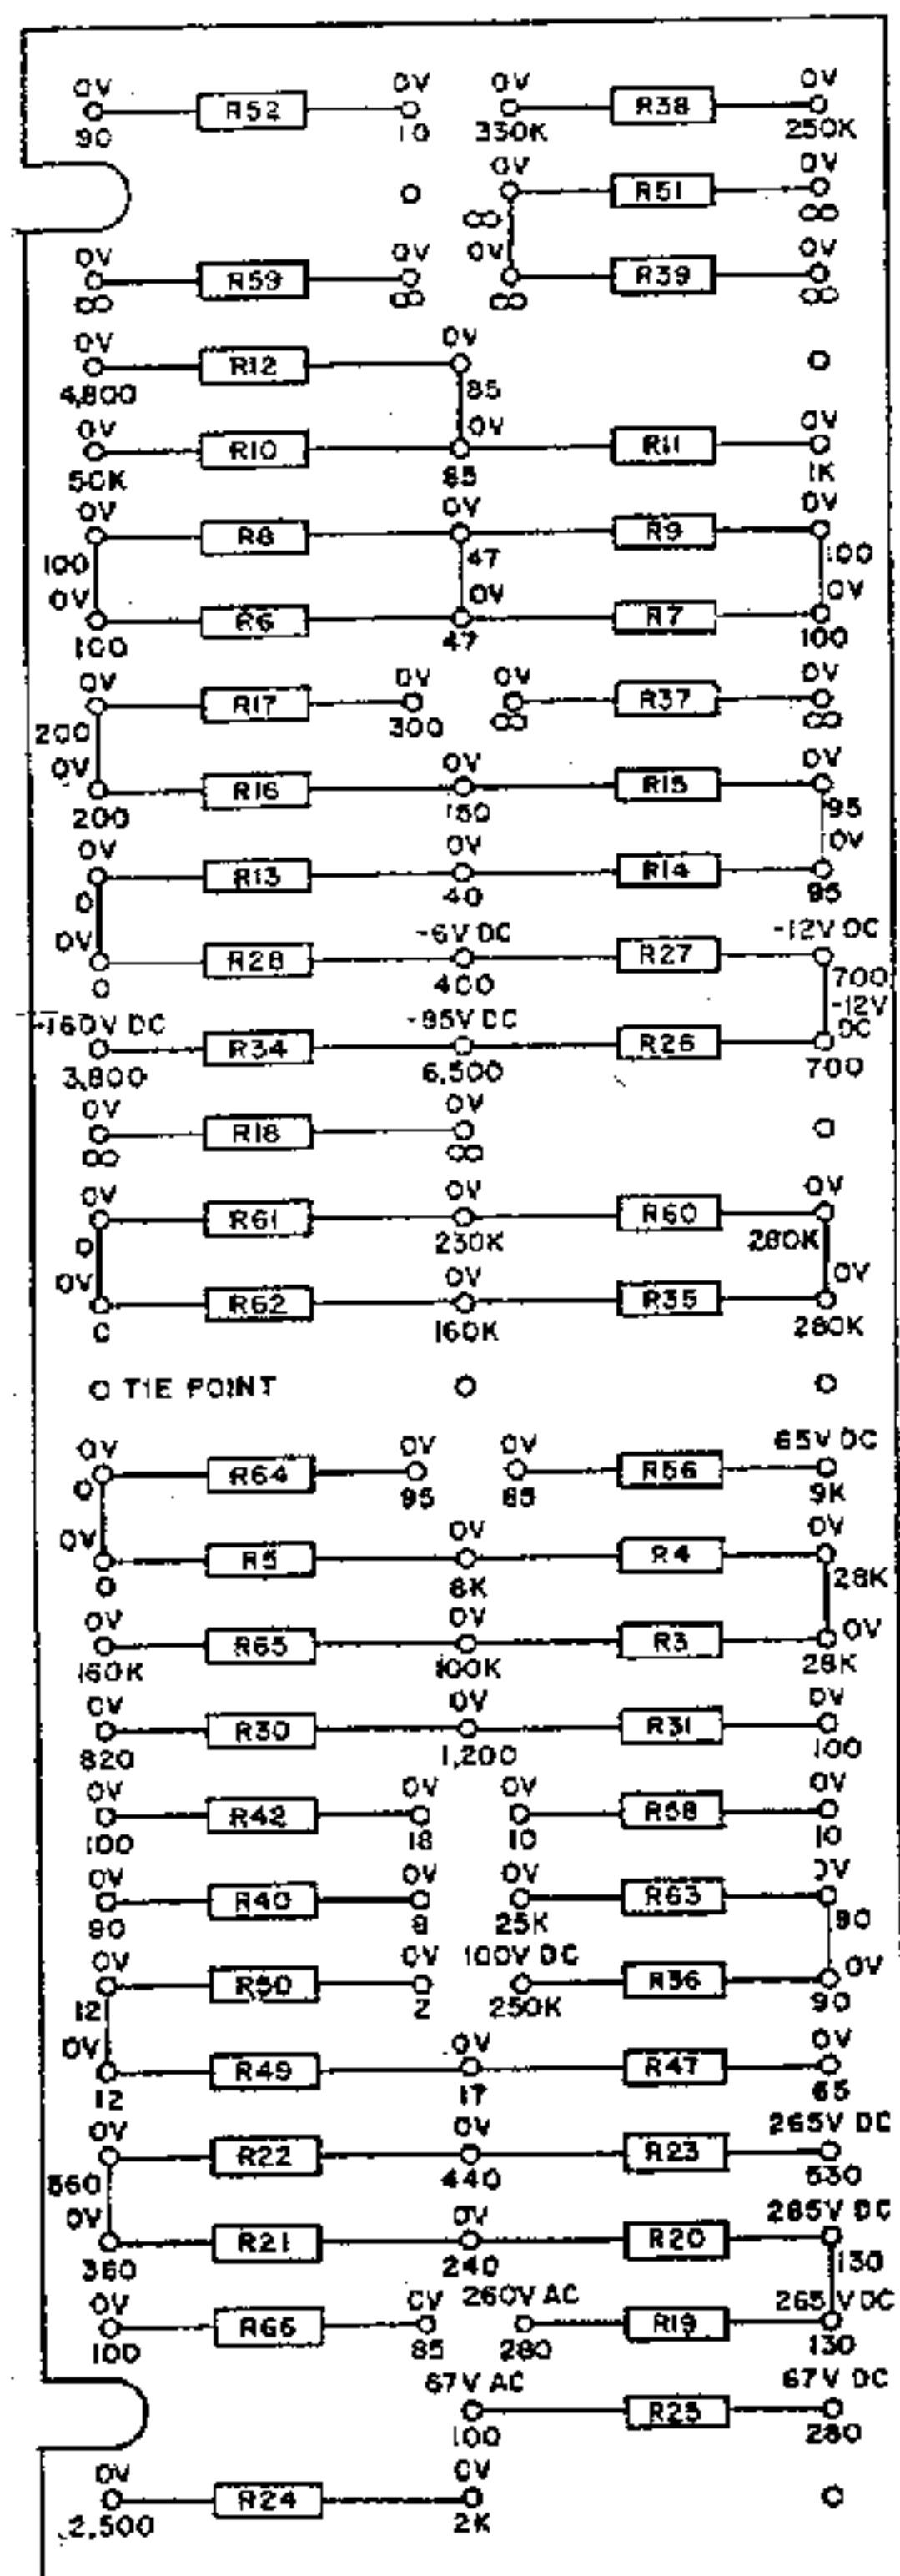 0V 0V 0V 0V
R52 R38
90 10 330K 250K
0V 0V
R51
∞ ∞
0V 0V 0V 0V
R59 R39
∞ ∞ ∞ ∞
0V 0V
R12
4,800 85
0V 0V 0V
R10 R11
50K 85 1K
0V 0V 0V
R8 R9
100 47 100
0V 0V 0V
R6 R7
100 47 100
0V 0V 0V 0V
R17 R37
200 300 ∞ ∞
0V 0V 0V
R16 R15
200 150 95
0V 0V 0V
R13 R14
0 40 95
0V -6V DC -12V DC
R28 R27
0 400 700
-160V DC -95V DC -12V DC
R34 R26
3,800 6,500 700
0V 0V
R18
∞ ∞
0V 0V 0V
R61 R60
0 230K 280K
0V 0V 0V
R62 R35
0 160K 280K
TIE POINT
0V 0V 0V 65V DC
R64 R56
0 95 85 9K
0V 0V 0V
R5 R4
0 8K 28K
0V 0V 0V
R65 R3
160K 100K 28K
0V 0V 0V
R30 R31
820 1,200 100
0V 0V 0V 0V
R42 R58
100 18 10 10
0V 0V 0V 0V
R40 R63
80 8 25K 90
0V 0V 100V DC 0V
R50 R36
12 2 250K 90
0V 0V 0V
R49 R47
12 17 65
0V 0V 265V DC
R22 R23
360 440 530
0V 0V 285V DC
R21 R20
360 240 130
0V 0V 260V AC 265V DC
R66 R19
100 85 280 130
67V AC 67V DC
R25
100 280
0V 0V
R24
2,500 2K